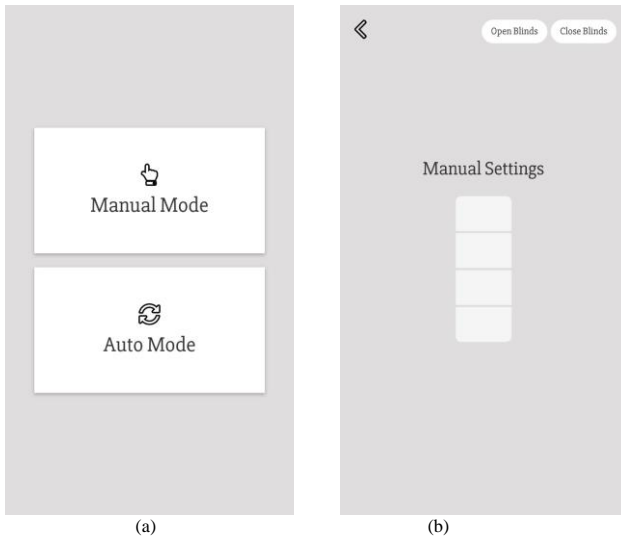 Manual Mode
Auto Mode
(a)
Open Blinds Close Blinds
Manual Settings
(b)